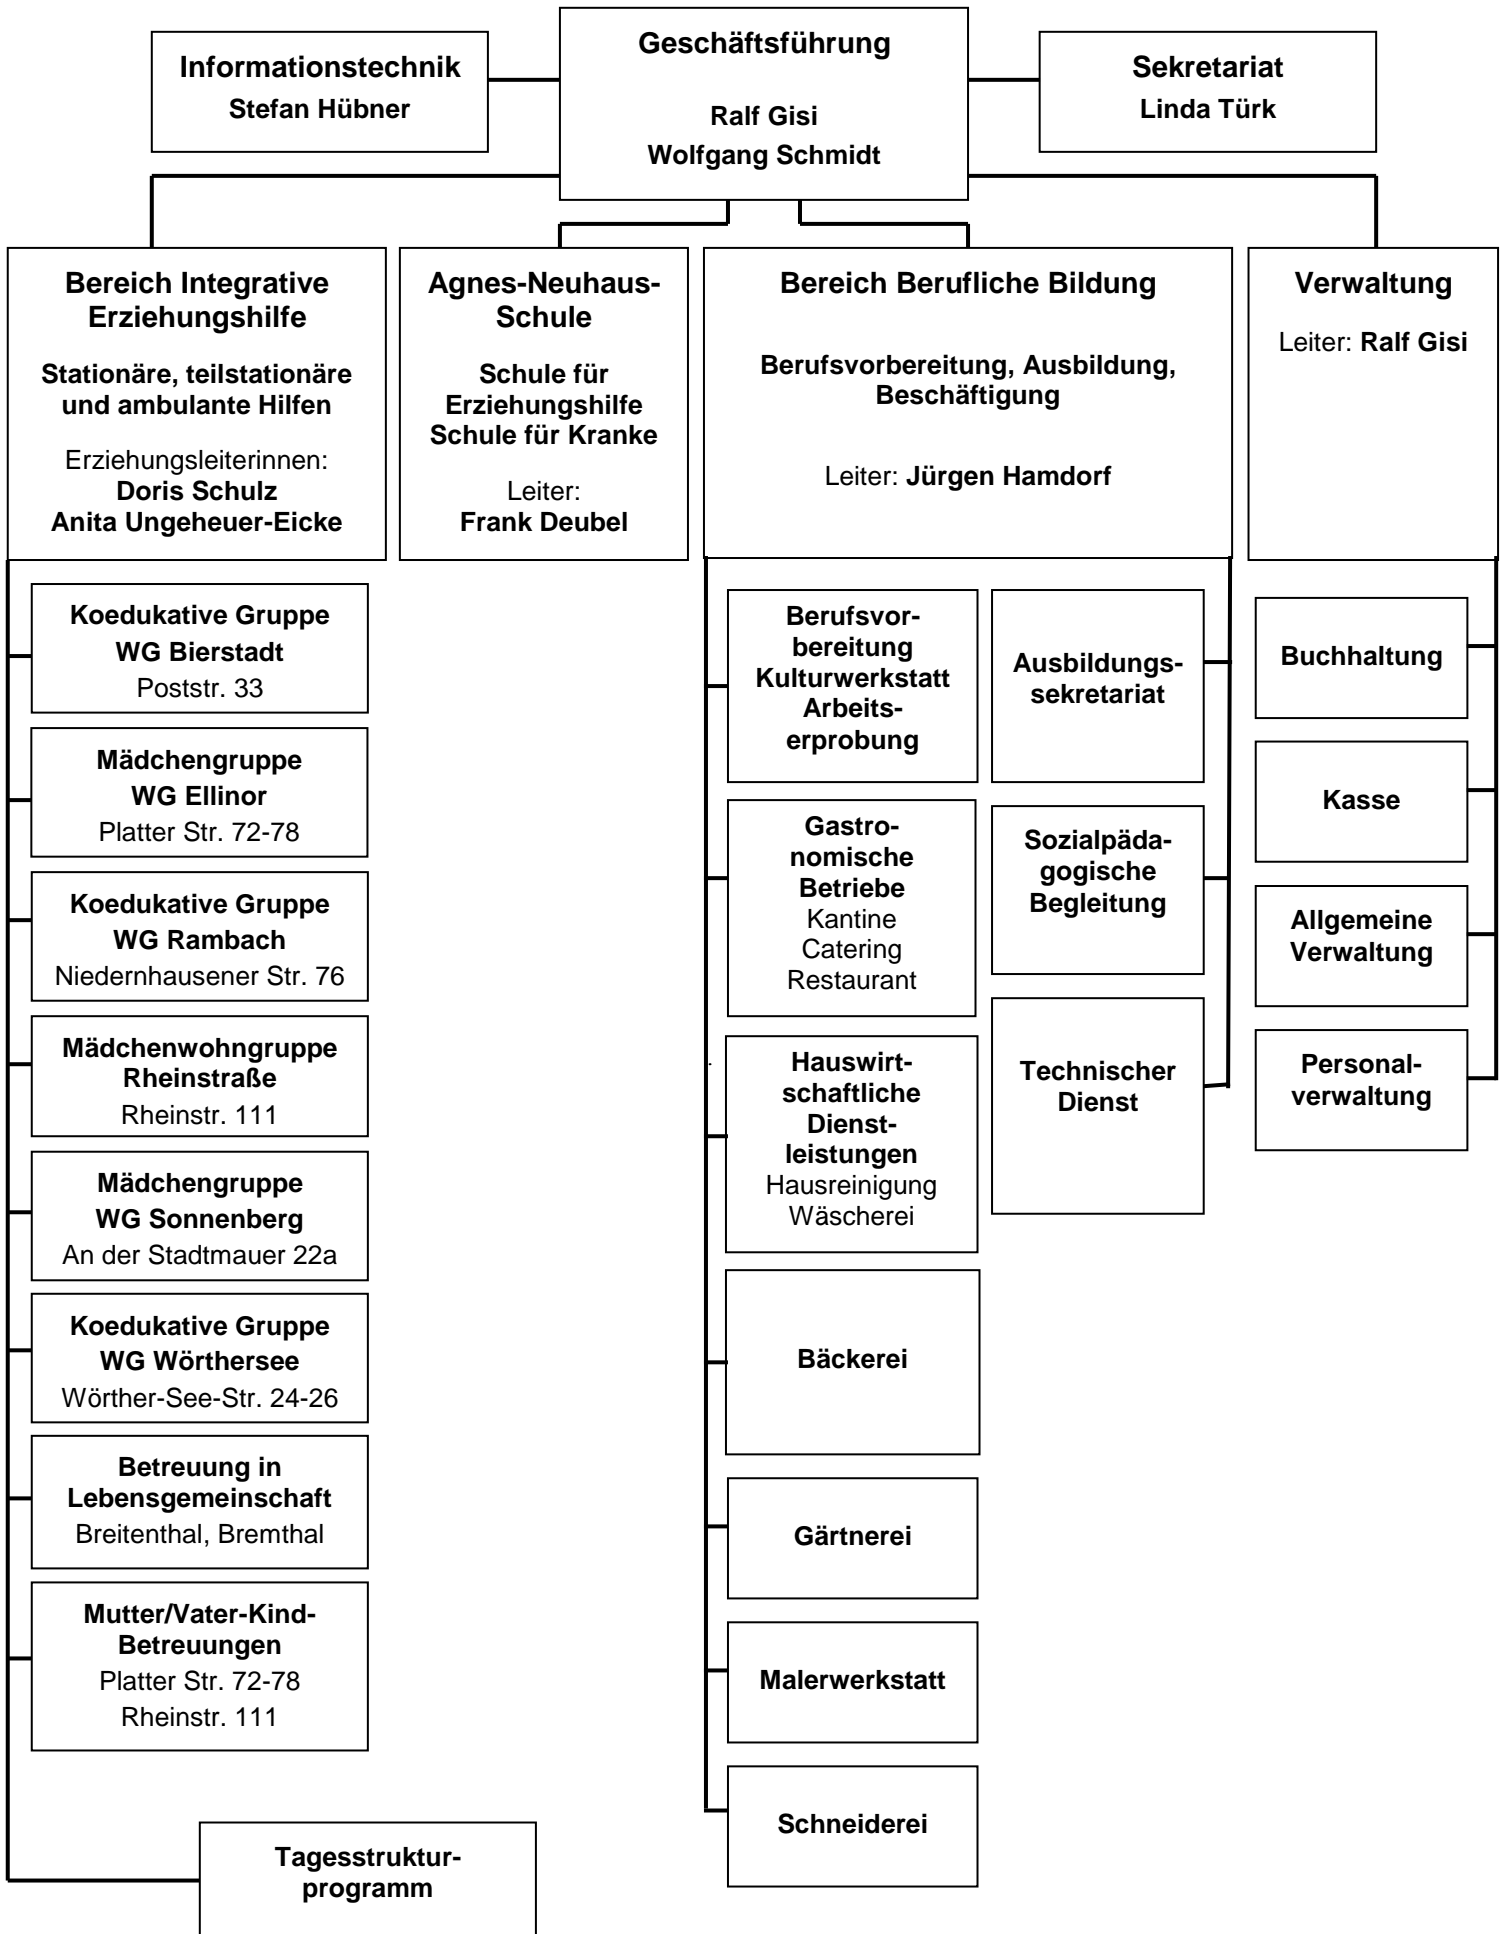 Informationstechnik
Stefan Hübner
Geschäftsführung
Ralf Gisi
Wolfgang Schmidt
Sekretariat
Linda Türk
Bereich Integrative
Erziehungshilfe
Stationäre, teilstationäre
und ambulante Hilfen
Erziehungsleiterinnen:
Doris Schulz
Anita Ungeheuer-Eicke
Agnes-Neuhaus-
Schule
Schule für
Erziehungshilfe
Schule für Kranke
Leiter:
Frank Deubel
Bereich Berufliche Bildung
Berufsvorbereitung, Ausbildung,
Beschäftigung
Leiter: Jürgen Hamdorf
Verwaltung
Leiter: Ralf Gisi
Koedukative Gruppe
WG Bierstadt
Poststr. 33
Mädchengruppe
WG Ellinor
Platter Str. 72-78
Koedukative Gruppe
WG Rambach
Niedernhausener Str. 76
Mädchenwohngruppe
Rheinstraße
Rheinstr. 111
Mädchengruppe
WG Sonnenberg
An der Stadtmauer 22a
Koedukative Gruppe
WG Wörthersee
Wörther-See-Str. 24-26
Betreuung in
Lebensgemeinschaft
Breitenthal, Bremthal
Mutter/Vater-Kind-
Betreuungen
Platter Str. 72-78
Rheinstr. 111
Tagesstruktur-
programm
Berufsvor-
bereitung
Kulturwerkstatt
Arbeits-
erprobung
Gastro-
nomische
Betriebe
Kantine
Catering
Restaurant
Hauswirt-
schaftliche
Dienst-
leistungen
Hausreinigung
Wäscherei
Bäckerei
Gärtnerei
Malerwerkstatt
Schneiderei
Ausbildungs-
sekretariat
Sozialpäda-
gogische
Begleitung
Technischer
Dienst
Buchhaltung
Kasse
Allgemeine
Verwaltung
Personal-
verwaltung